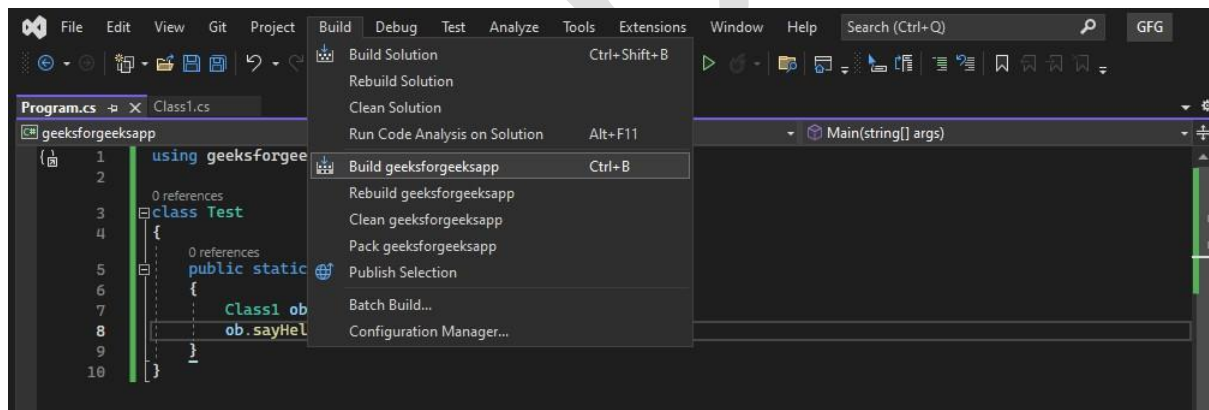 File Edit View Git Project Build Debug Test Analyze Tools Extensions Window Help Search (Ctrl+Q) GFG
Build Solution Ctrl+Shift+B
Rebuild Solution
Program.cs Class1.cs Clean Solution
geeksforgeeksapp Run Code Analysis on Solution Alt+F11 Main(string[] args)
1 using geeksforgee Build geeksforgeeksapp Ctrl+B
2
0 references Rebuild geeksforgeeksapp
3 class Test Clean geeksforgeeksapp
4 {
0 references Pack geeksforgeeksapp
5 public static Publish Selection
6 {
7 Class1 ob Batch Build...
8 ob.sayHel Configuration Manager...
9 }
10 }